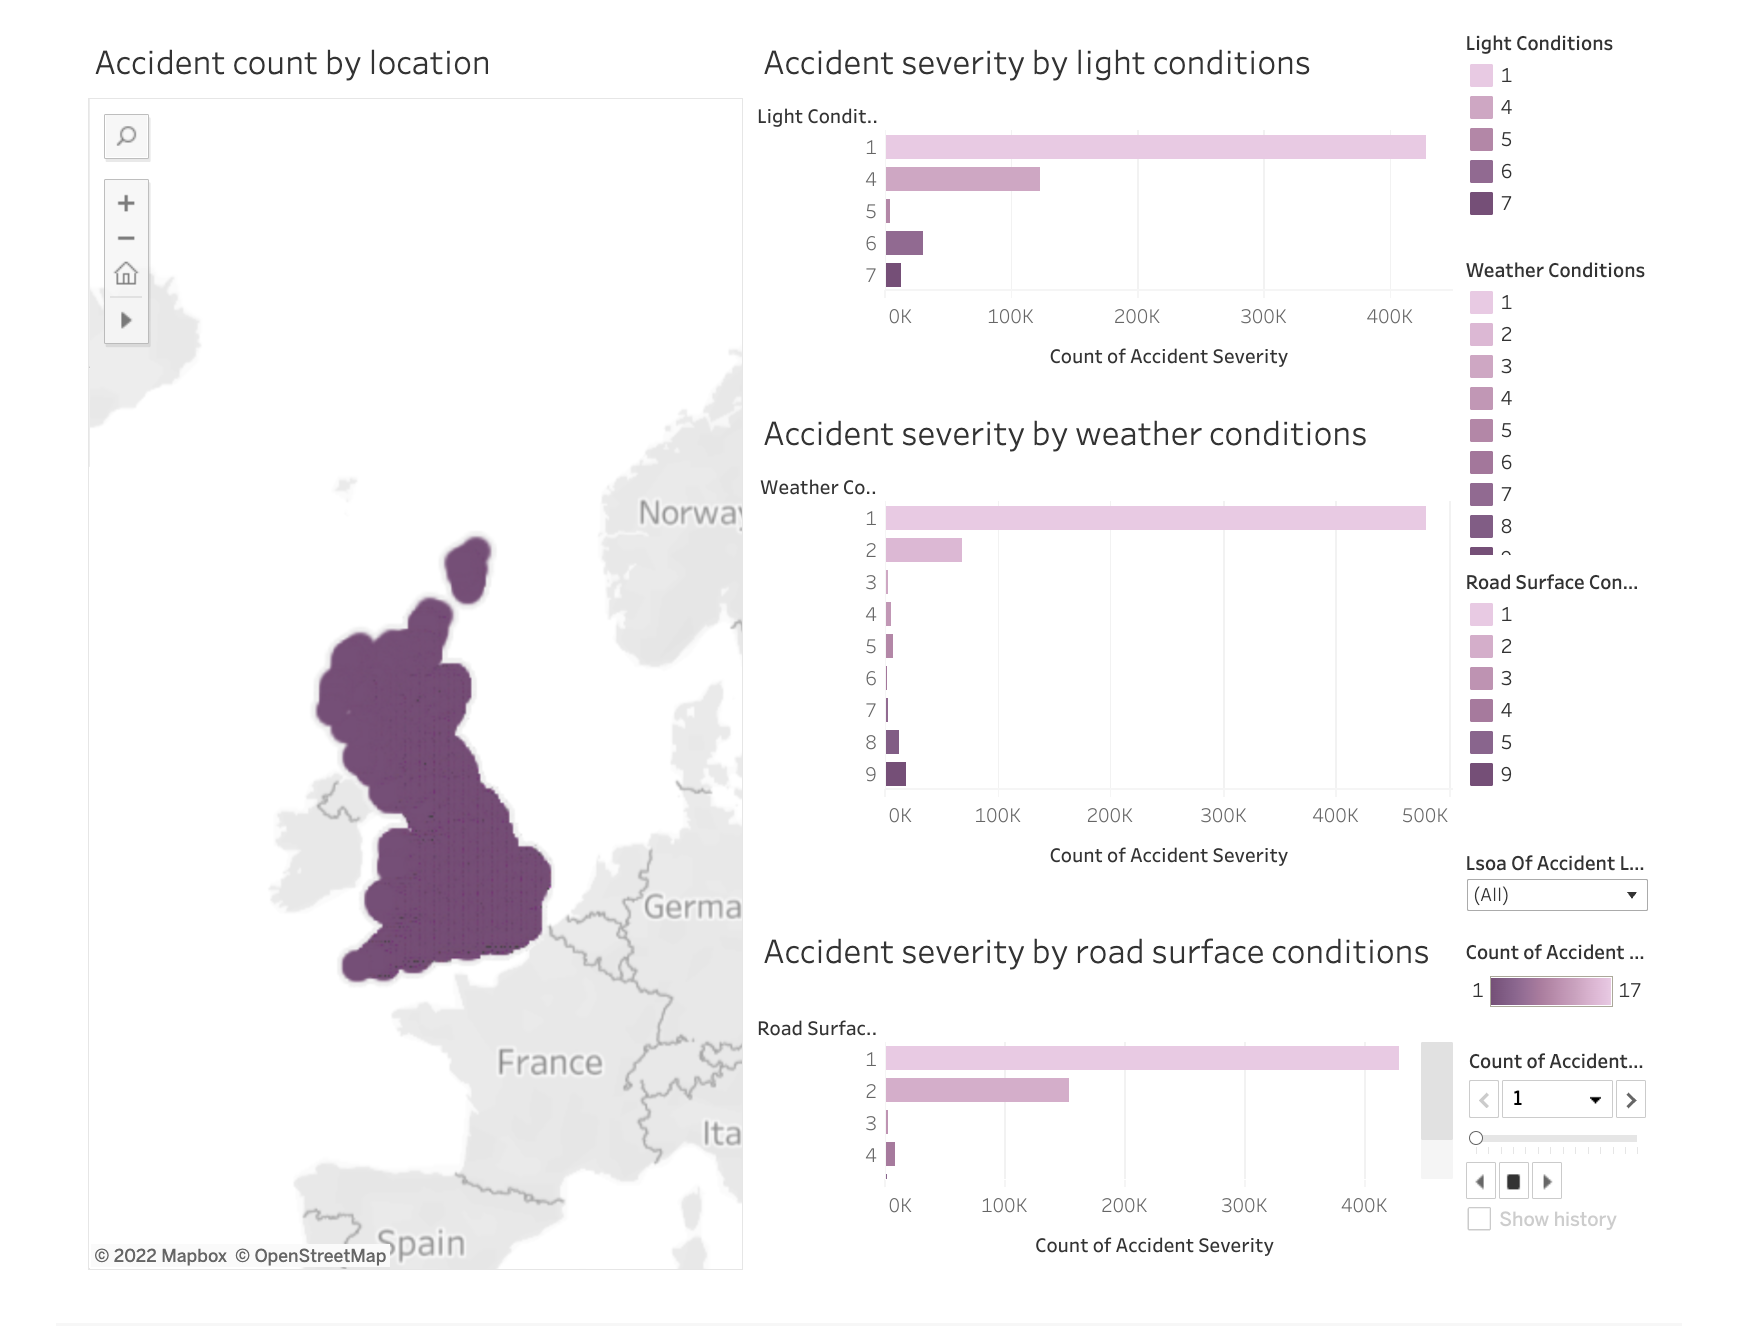 Accident count by location
Norway
Germa
France
Ita
Spain
© 2022 Mapbox © OpenStreetMap
Accident severity by light conditions
Light Condit..
1
4
5
6
7
0K 100K 200K 300K 400K
Count of Accident Severity
Accident severity by weather conditions
Weather Co..
1
2
3
4
5
6
7
8
9
0K 100K 200K 300K 400K 500K
Count of Accident Severity
Accident severity by road surface conditions
Road Surfac..
1
2
3
4
0K 100K 200K 300K 400K
Count of Accident Severity
Light Conditions
1
4
5
6
7
Weather Conditions
1
2
3
4
5
6
7
8
Road Surface Con...
1
2
3
4
5
9
Lsoa Of Accident L...
(All)
Count of Accident ...
1 17
Count of Accident...
1
Show history